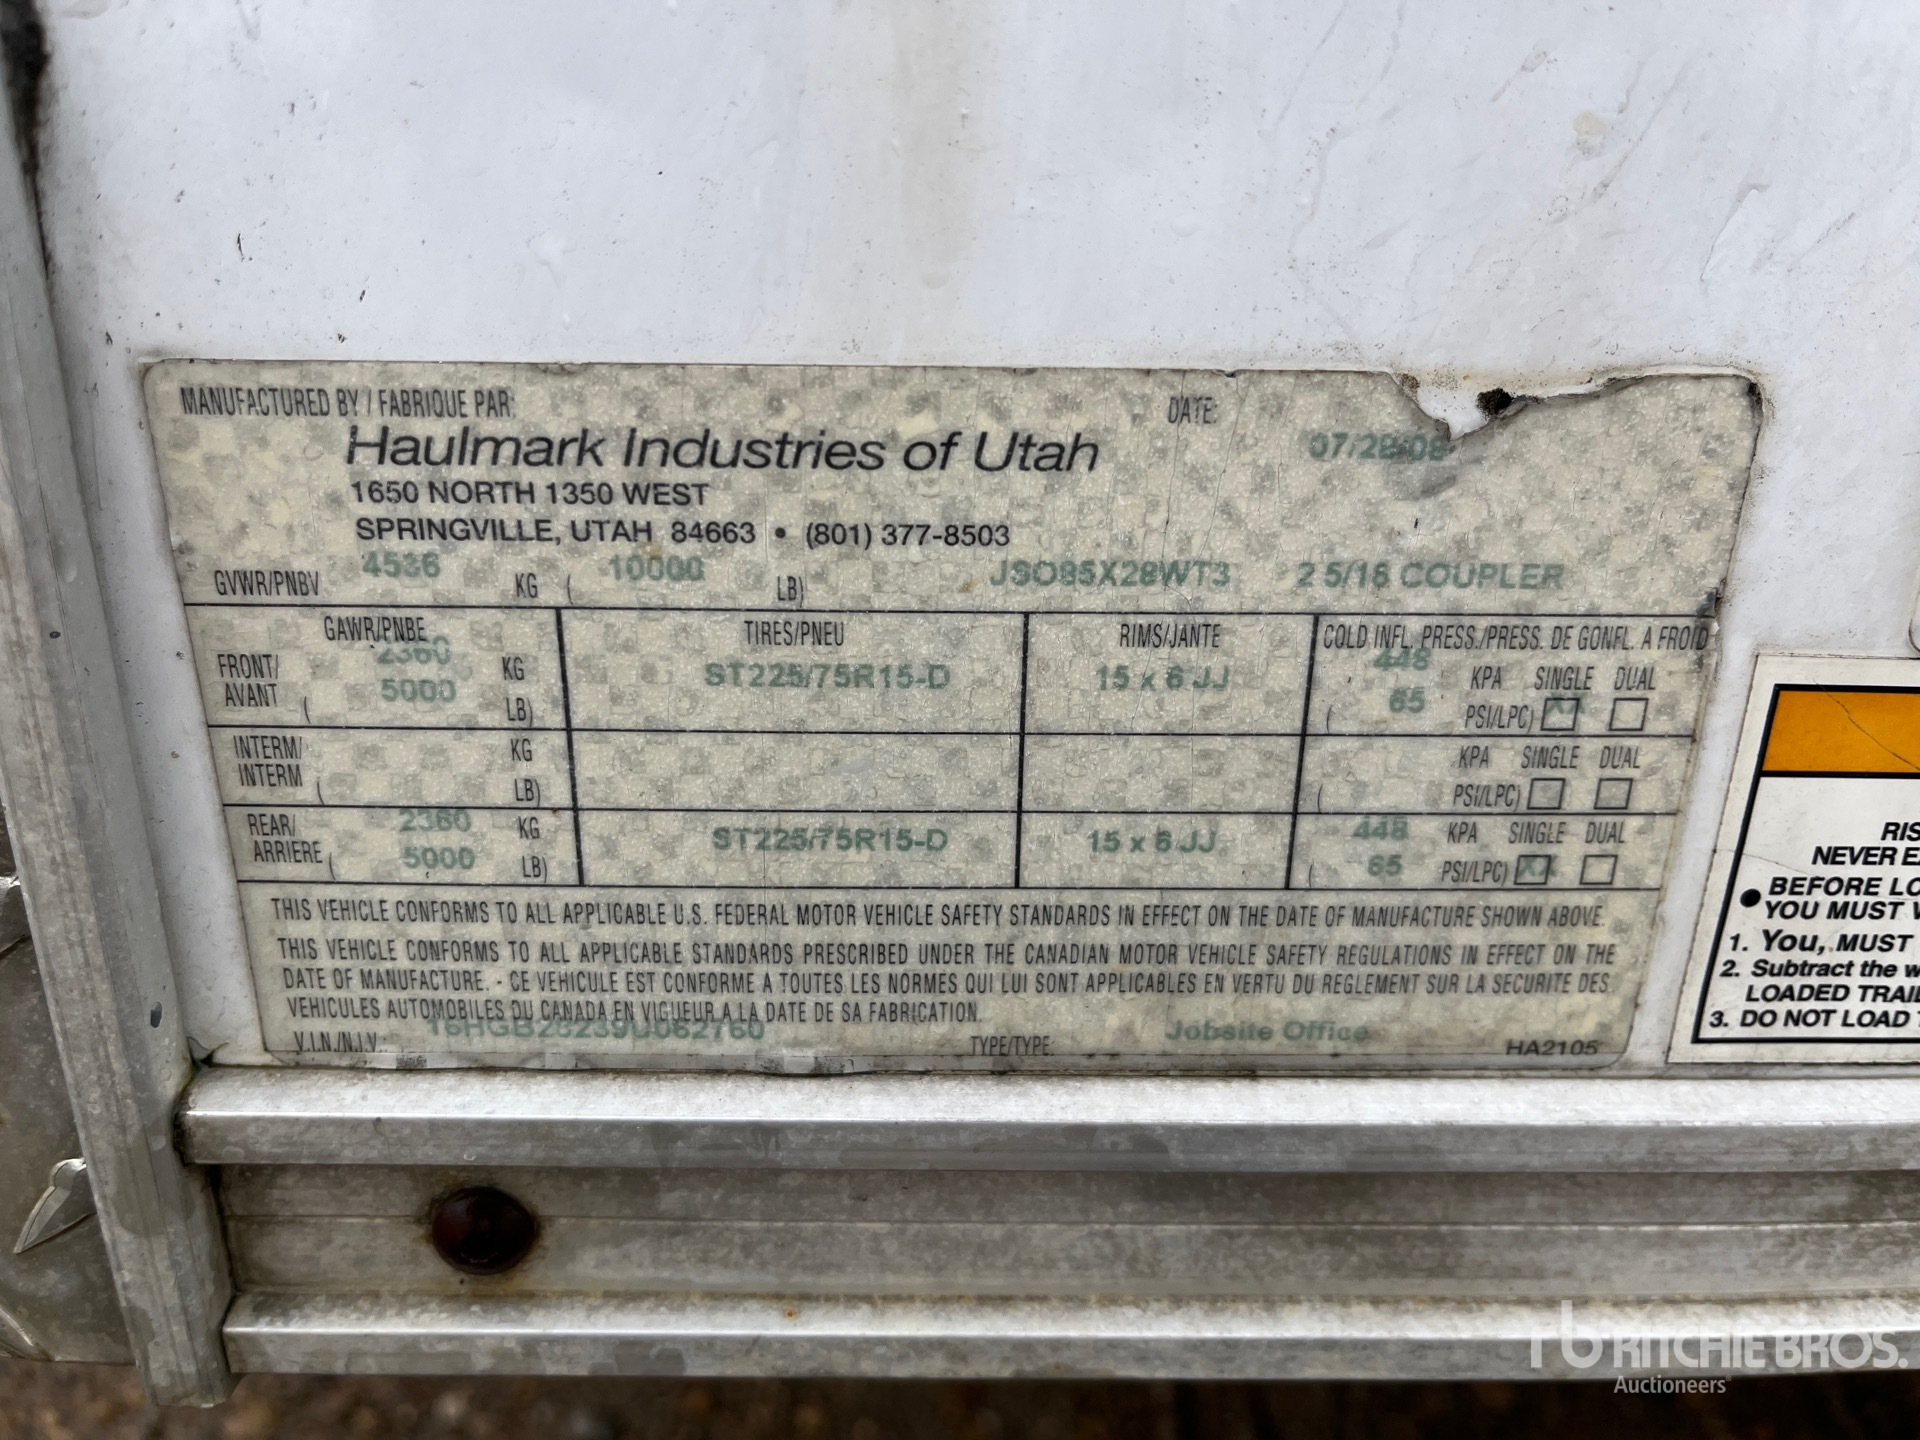 MANUFACTURED BY / FABRIQUE PAR: DATE:
Haulmark Industries of Utah 07/28/08
1650 NORTH 1350 WEST
SPRINGVILLE, UTAH 84663 • (801) 377-8503
GVWR/PNBV 4536 KG ( 10000 LB) JSO85X28WT3 2 5/16 COUPLER
GAWR/PNBE TIRES/PNEU RIMS/JANTE COLD INFL. PRESS./PRESS. DE GONFL. A FROID
FRONT/ 2360 KG ST225/75R15-D 15 x 6 JJ 448 KPA SINGLE DUAL
AVANT ( 5000 LB) ( 65 PSI/LPC)
INTERM/ KG KPA SINGLE DUAL
INTERM ( LB) ( PSI/LPC)
REAR/ 2360 KG ST225/75R15-D 15 x 6 JJ 448 KPA SINGLE DUAL
ARRIERE ( 5000 LB) ( 65 PSI/LPC) XX
THIS VEHICLE CONFORMS TO ALL APPLICABLE U.S. FEDERAL MOTOR VEHICLE SAFETY STANDARDS IN EFFECT ON THE DATE OF MANUFACTURE SHOWN ABOVE.
THIS VEHICLE CONFORMS TO ALL APPLICABLE STANDARDS PRESCRIBED UNDER THE CANADIAN MOTOR VEHICLE SAFETY REGULATIONS IN EFFECT ON THE
DATE OF MANUFACTURE. - CE VEHICULE EST CONFORME A TOUTES LES NORMES QUI LUI SONT APPLICABLES EN VERTU DU REGLEMENT SUR LA SECURITE DES
VEHICULES AUTOMOBILES DU CANADA EN VIGUEUR A LA DATE DE SA FABRICATION.
V.I.N./N.I.V.: 16HGB28239U062760 TYPE/TYPE: Jobsite Office HA2105
RIS
NEVER E
• BEFORE LO
YOU MUST
1. You, MUST
2. Subtract the w
LOADED TRAI
3. DO NOT LOAD
rb RITCHIE BROS.
Auctioneers